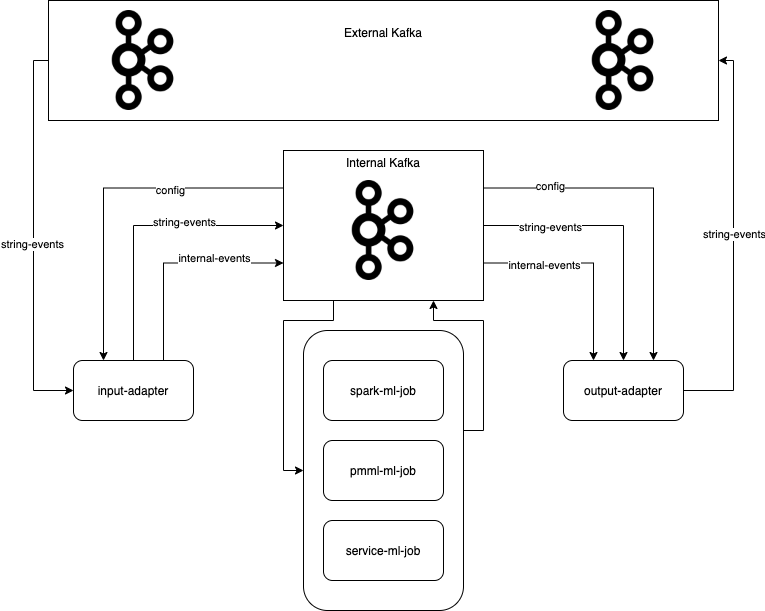 External Kafka
Internal Kafka
config
config
string-events
string-events
string-events
string-events
internal-events
internal-events
input-adapter
spark-ml-job
output-adapter
pmml-ml-job
service-ml-job